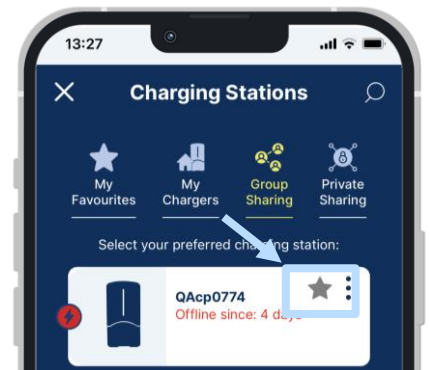 13:27
Charging Stations
My Favourites
My Chargers
Group Sharing
Private Sharing
Select your preferred charging station:
QAcp0774
Offline since: 4 days